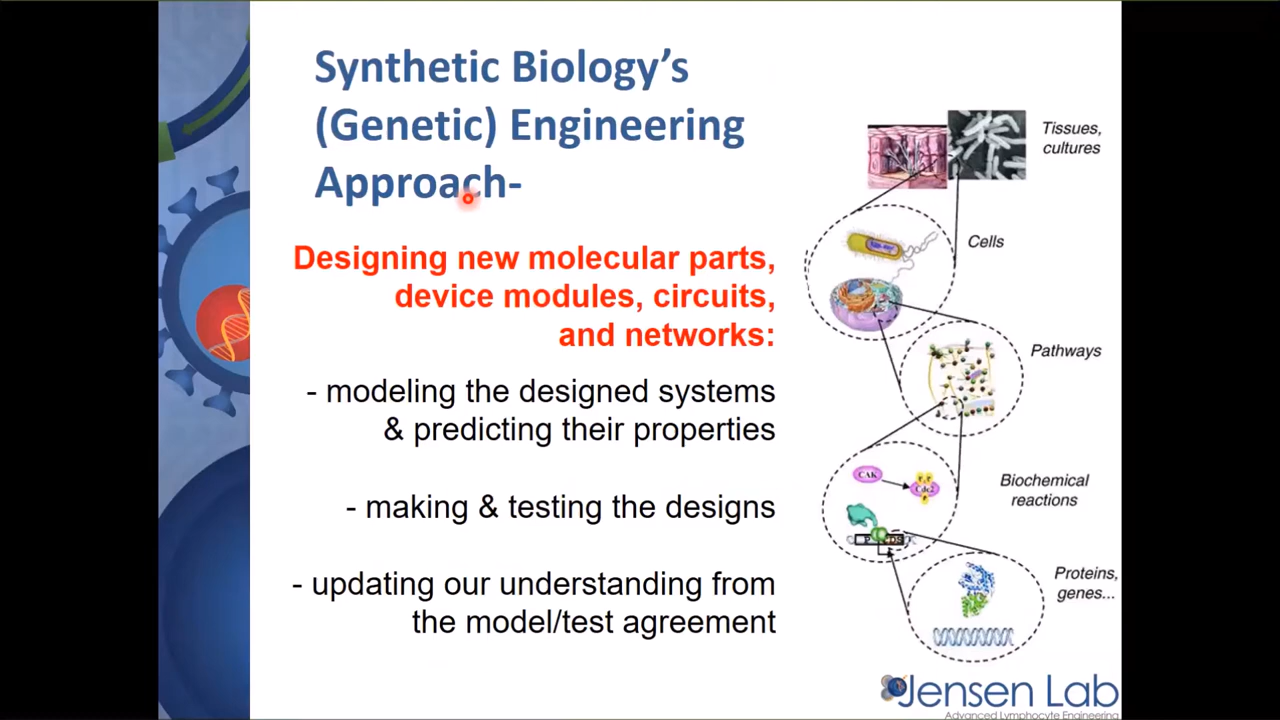 Synthetic Biology’s
(Genetic) Engineering
Approach-
Designing new molecular parts,
device modules, circuits,
and networks:
- modeling the designed systems
& predicting their properties
- making & testing the designs
- updating our understanding from
the model/test agreement
Tissues,
cultures
Cells
Pathways
Biochemical
reactions
CAK
Cdc2
Proteins,
genes...
Jensen Lab
Advanced Lymphocyte Engineering